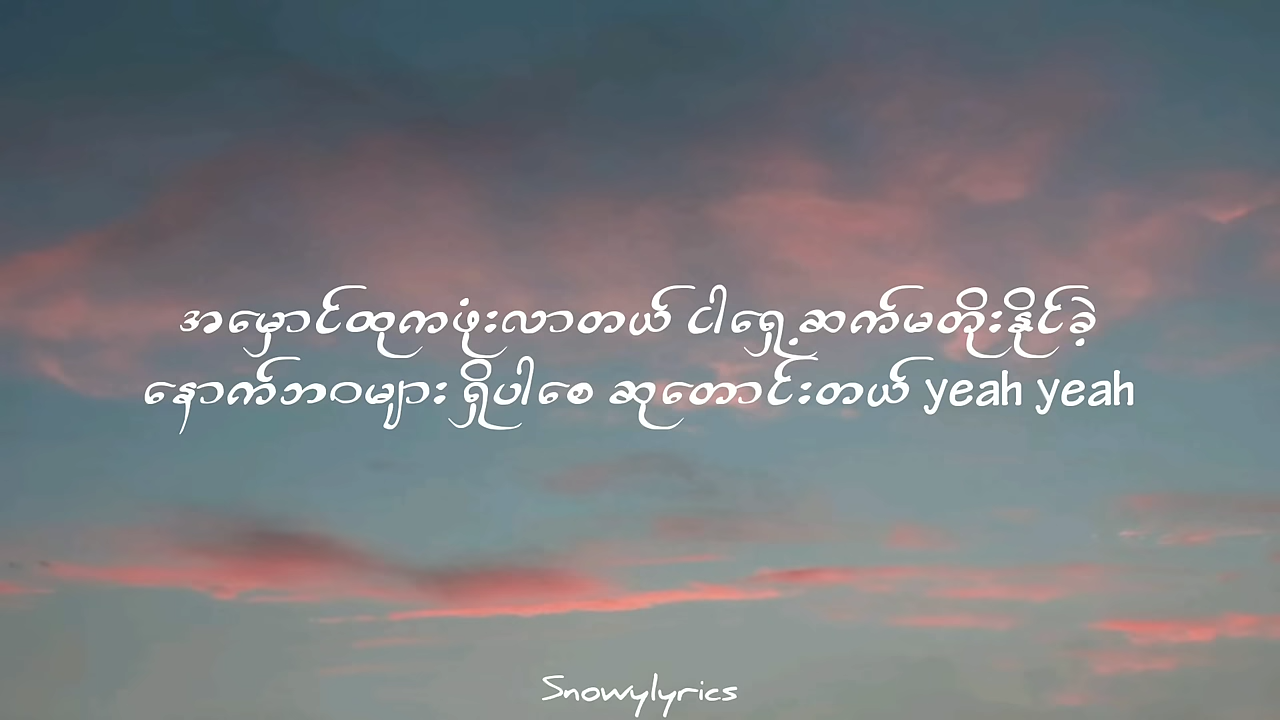 အမှောင်ထုကဖုံးလာတယ် ငါရှေ့ဆက်မတိုးနိုင်ခဲ့
နောက်ဘဝများ ရှိပါစေ ဆုတောင်းတယ် yeah yeah
Snowylyrics